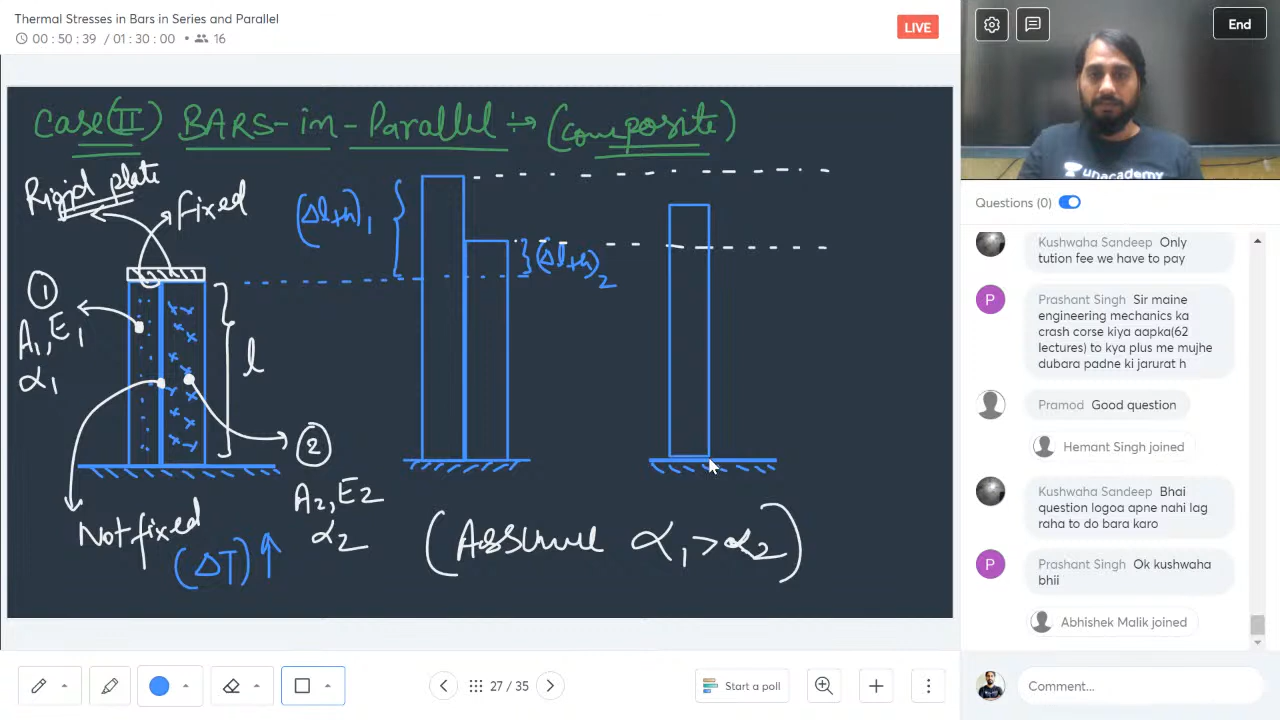 Thermal Stresses in Bars in Series and Parallel
00 : 50 : 39 / 01 : 30 : 00 • 16
LIVE
End
Case(II) BARS-in-Parallel :→ (composite)
Rigid plate
fixed
(Δlth)1
(Δlth)2
1
A1, E1
α1
l
2
A2, E2
α2
Not fixed
(ΔT)↑
(Assume α1 > α2)
unacademy
Questions (0)
Kushwaha Sandeep Only
tution fee we have to pay
P
Prashant Singh Sir maine
engineering mechanics ka
crash corse kiya aapka(62
lectures) to kya plus me mujhe
dubara padne ki jarurat h
Pramod Good question
Hemant Singh joined
Kushwaha Sandeep Bhai
question logoa apne nahi lag
raha to do bara karo
P
Prashant Singh Ok kushwaha
bhii
Abhishek Malik joined
27 / 35
Start a poll
Comment...